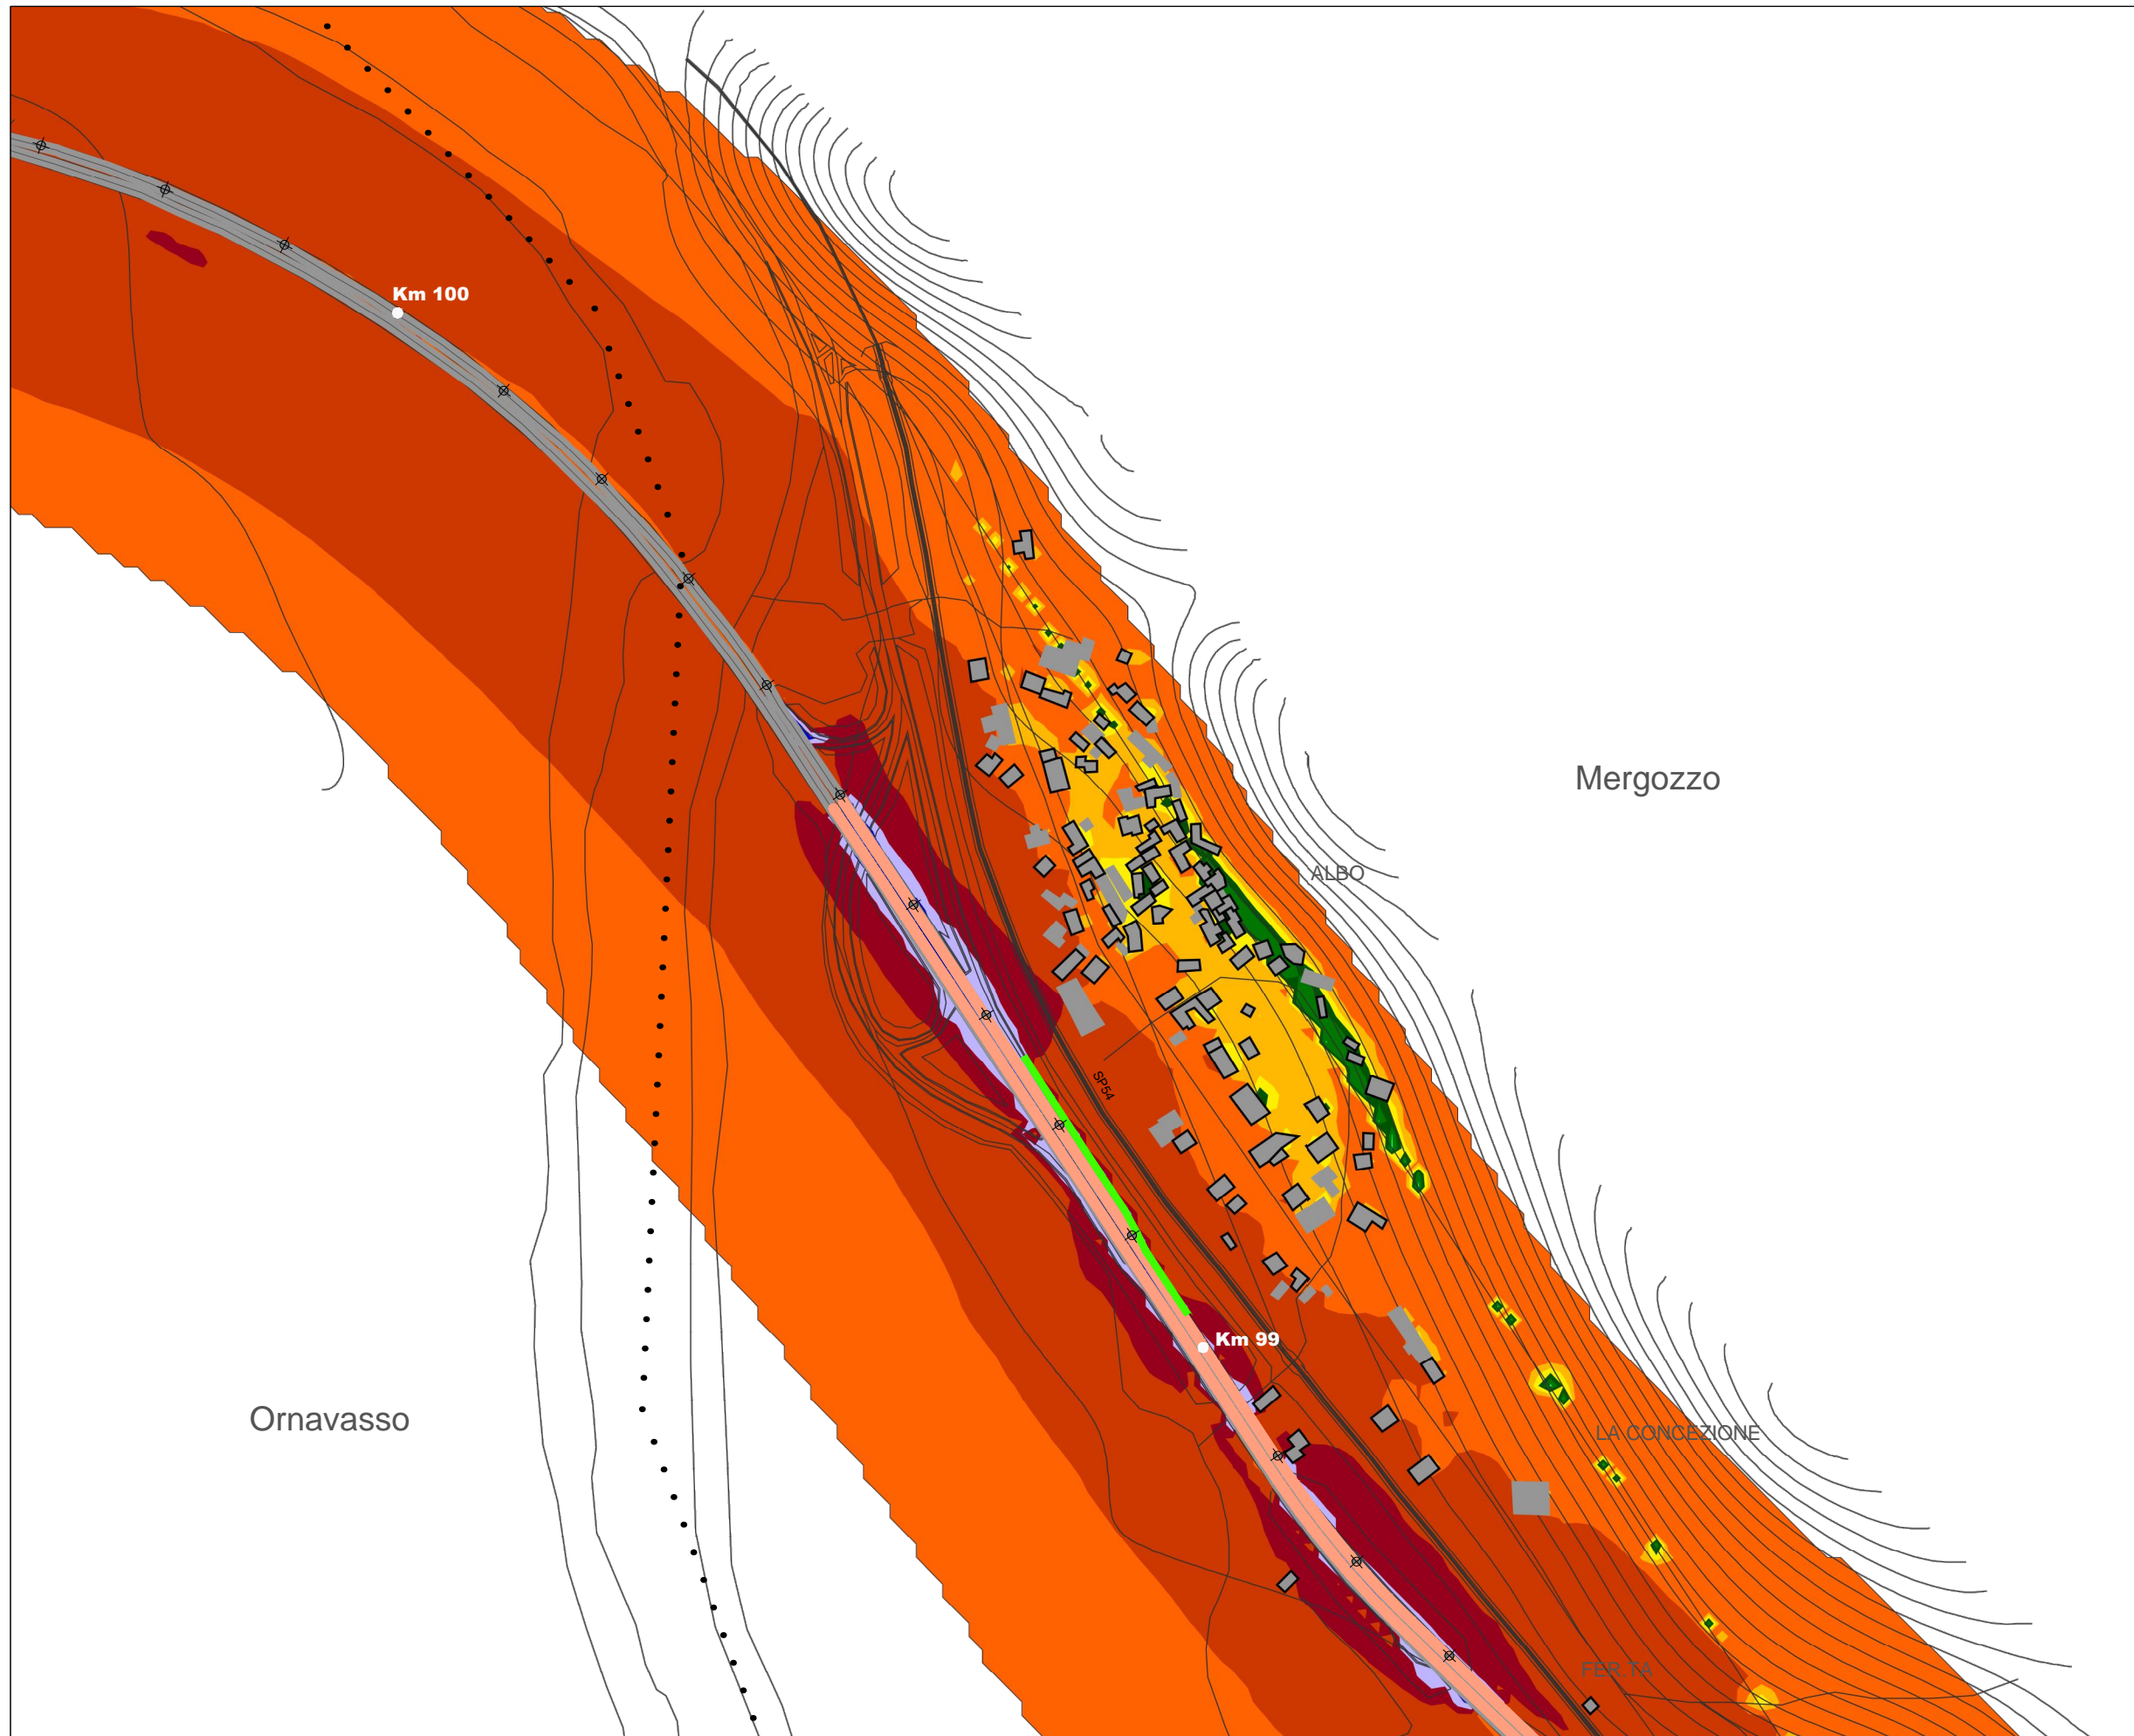 Km 100
Mergozzo
ALBO
SP54
Km 99
Ornavasso
LA CONCEZIONE
FER.TA